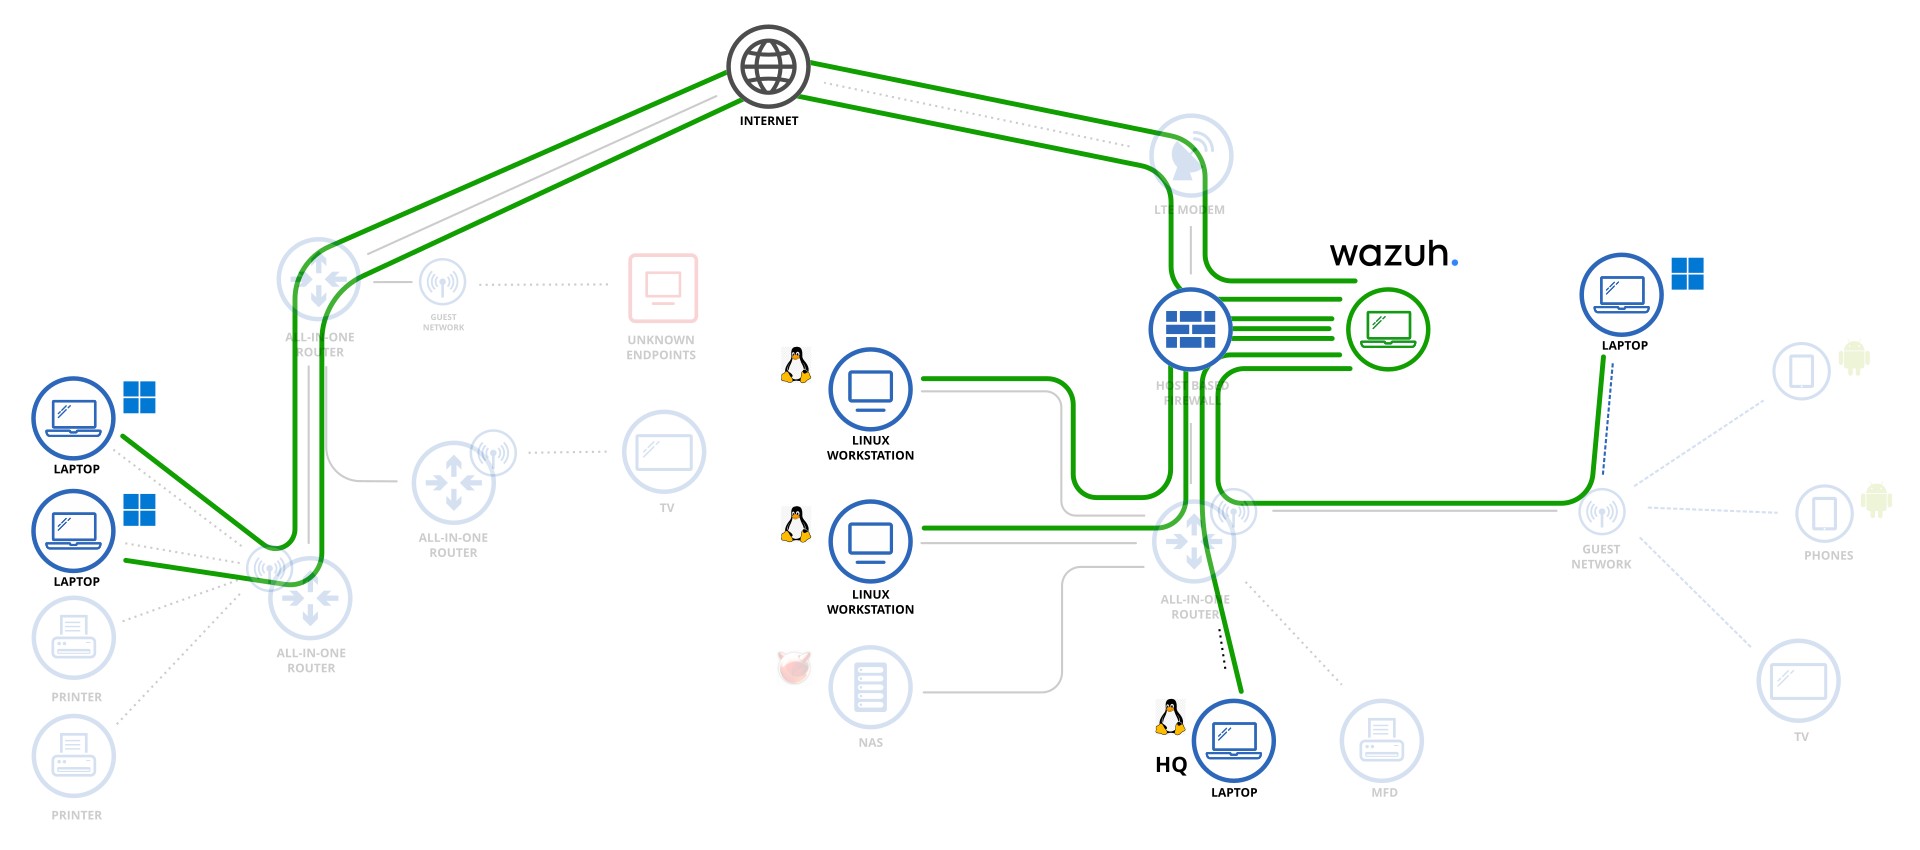 INTERNET
LTE MODEM
wazuh.
ALL-IN-ONE
ROUTER
GUEST
NETWORK
UNKNOWN
ENDPOINTS
LAPTOP
HOST BASED
FIREWALL
LINUX
WORKSTATION
LAPTOP
TV
ALL-IN-ONE
ROUTER
LAPTOP
GUEST
NETWORK
PHONES
LINUX
WORKSTATION
ALL-IN-ONE
ROUTER
ALL-IN-ONE
ROUTER
PRINTER
NAS
TV
HQ
LAPTOP
MFD
PRINTER